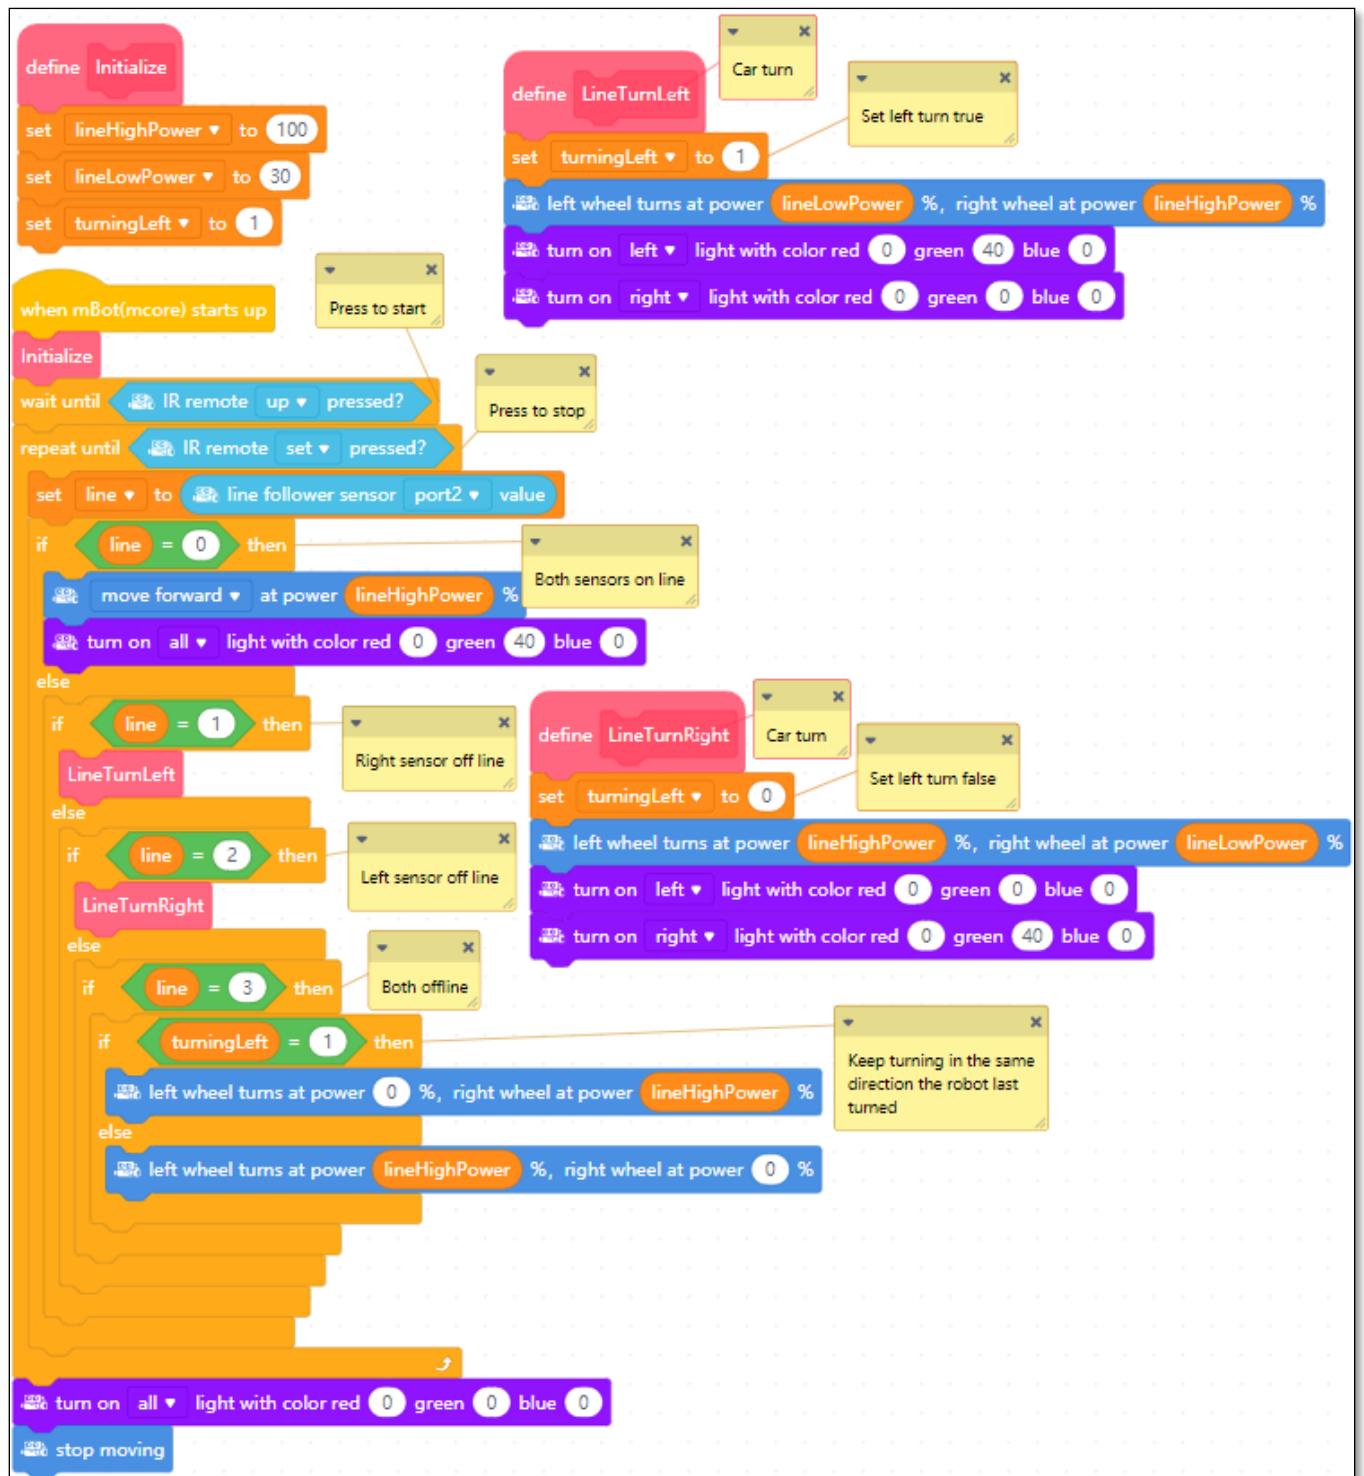 define Initialize
set lineHighPower to 100
set lineLowPower to 30
set turningLeft to 1
when mBot(mcore) starts up
Initialize
wait until IR remote up pressed?
Press to start
repeat until IR remote set pressed?
Press to stop
set line to line follower sensor port2 value
if line = 0 then
Both sensors on line
move forward at power lineHighPower %
turn on all light with color red 0 green 40 blue 0
else
if line = 1 then
Right sensor off line
LineTurnLeft
else
if line = 2 then
Left sensor off line
LineTurnRight
else
if line = 3 then
Both offline
if turningLeft = 1 then
Keep turning in the same
direction the robot last
turned
left wheel turns at power 0 %, right wheel at power lineHighPower %
else
left wheel turns at power lineHighPower %, right wheel at power 0 %
turn on all light with color red 0 green 0 blue 0
stop moving
define LineTurnLeft
Car turn
set turningLeft to 1
Set left turn true
left wheel turns at power lineLowPower %, right wheel at power lineHighPower %
turn on left light with color red 0 green 40 blue 0
turn on right light with color red 0 green 0 blue 0
define LineTurnRight
Car turn
set turningLeft to 0
Set left turn false
left wheel turns at power lineHighPower %, right wheel at power lineLowPower %
turn on left light with color red 0 green 0 blue 0
turn on right light with color red 0 green 40 blue 0